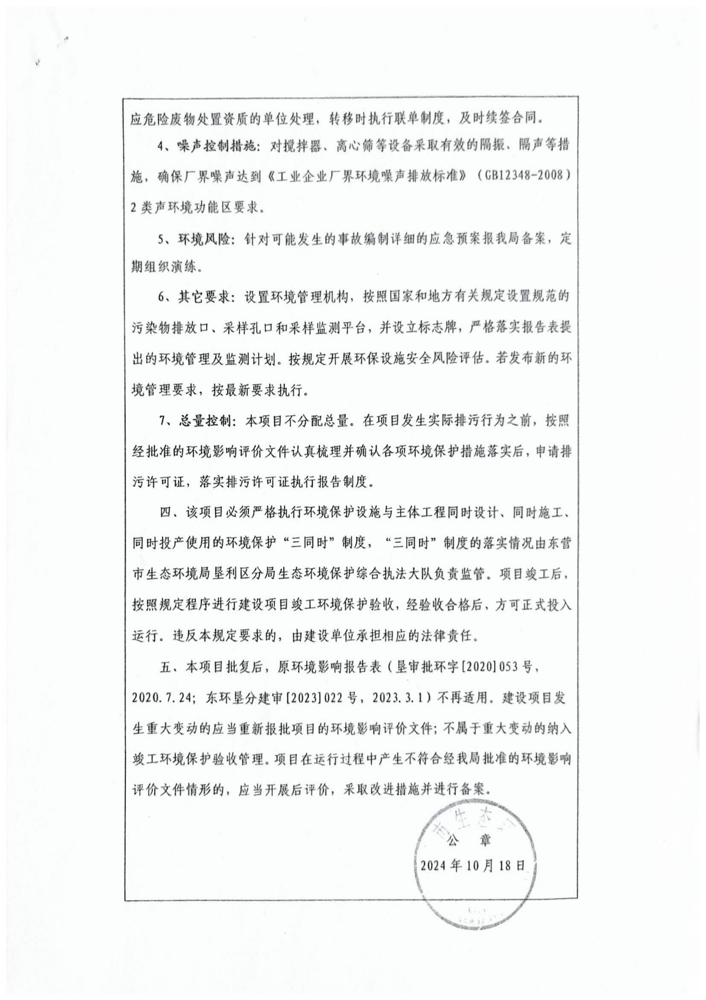 应危险废物处置资质的单位处理，转移时执行联单制度，及时续签合同。
4、噪声控制措施：对搅拌器、离心筛等设备采取有效的隔振、隔声等措
施，确保厂界噪声达到《工业企业厂界环境噪声排放标准》（GB12348-2008）
2 类声环境功能区要求。
5、环境风险：针对可能发生的事故编制详细的应急预案报我局备案，定
期组织演练。
6、其它要求：设置环境管理机构，按照国家和地方有关规定设置规范的
污染物排放口、采样孔口和采样监测平台，并设立标志牌，严格落实报告表提
出的环境管理及监测计划。按规定开展环保设施安全风险评估。若发布新的环
境管理要求，按最新要求执行。
7、总量控制：本项目不分配总量。在项目发生实际排污行为之前，按照
经批准的环境影响评价文件认真梳理并确认各项环境保护措施落实后，申请排
污许可证，落实排污许可证执行报告制度。
四、该项目必须严格执行环境保护设施与主体工程同时设计、同时施工、
同时投产使用的环境保护“三同时”制度，“三同时”制度的落实情况由东营
市生态环境局垦利区分局生态环境保护综合执法大队负责监管。项目竣工后，
按照规定程序进行建设项目竣工环境保护验收，经验收合格后，方可正式投入
运行。违反本规定要求的，由建设单位承担相应的法律责任。
五、本项目批复后，原环境影响报告表（垦审批环字[2020]053 号，
2020.7.24；东环垦分建审[2023]022 号，2023.3.1）不再适用。建设项目发
生重大变动的应当重新报批项目的环境影响评价文件；不属于重大变动的纳入
竣工环境保护验收管理。项目在运行过程中产生不符合经我局批准的环境影响
评价文件情形的，应当开展后评价，采取改进措施并进行备案。
市生态环
公 章
2024 年 10 月 18 日